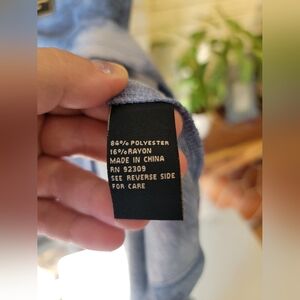 84% POLYESTER
16% RAYON
MADE IN CHINA
RN 92309
SEE REVERSE SIDE
FOR CARE